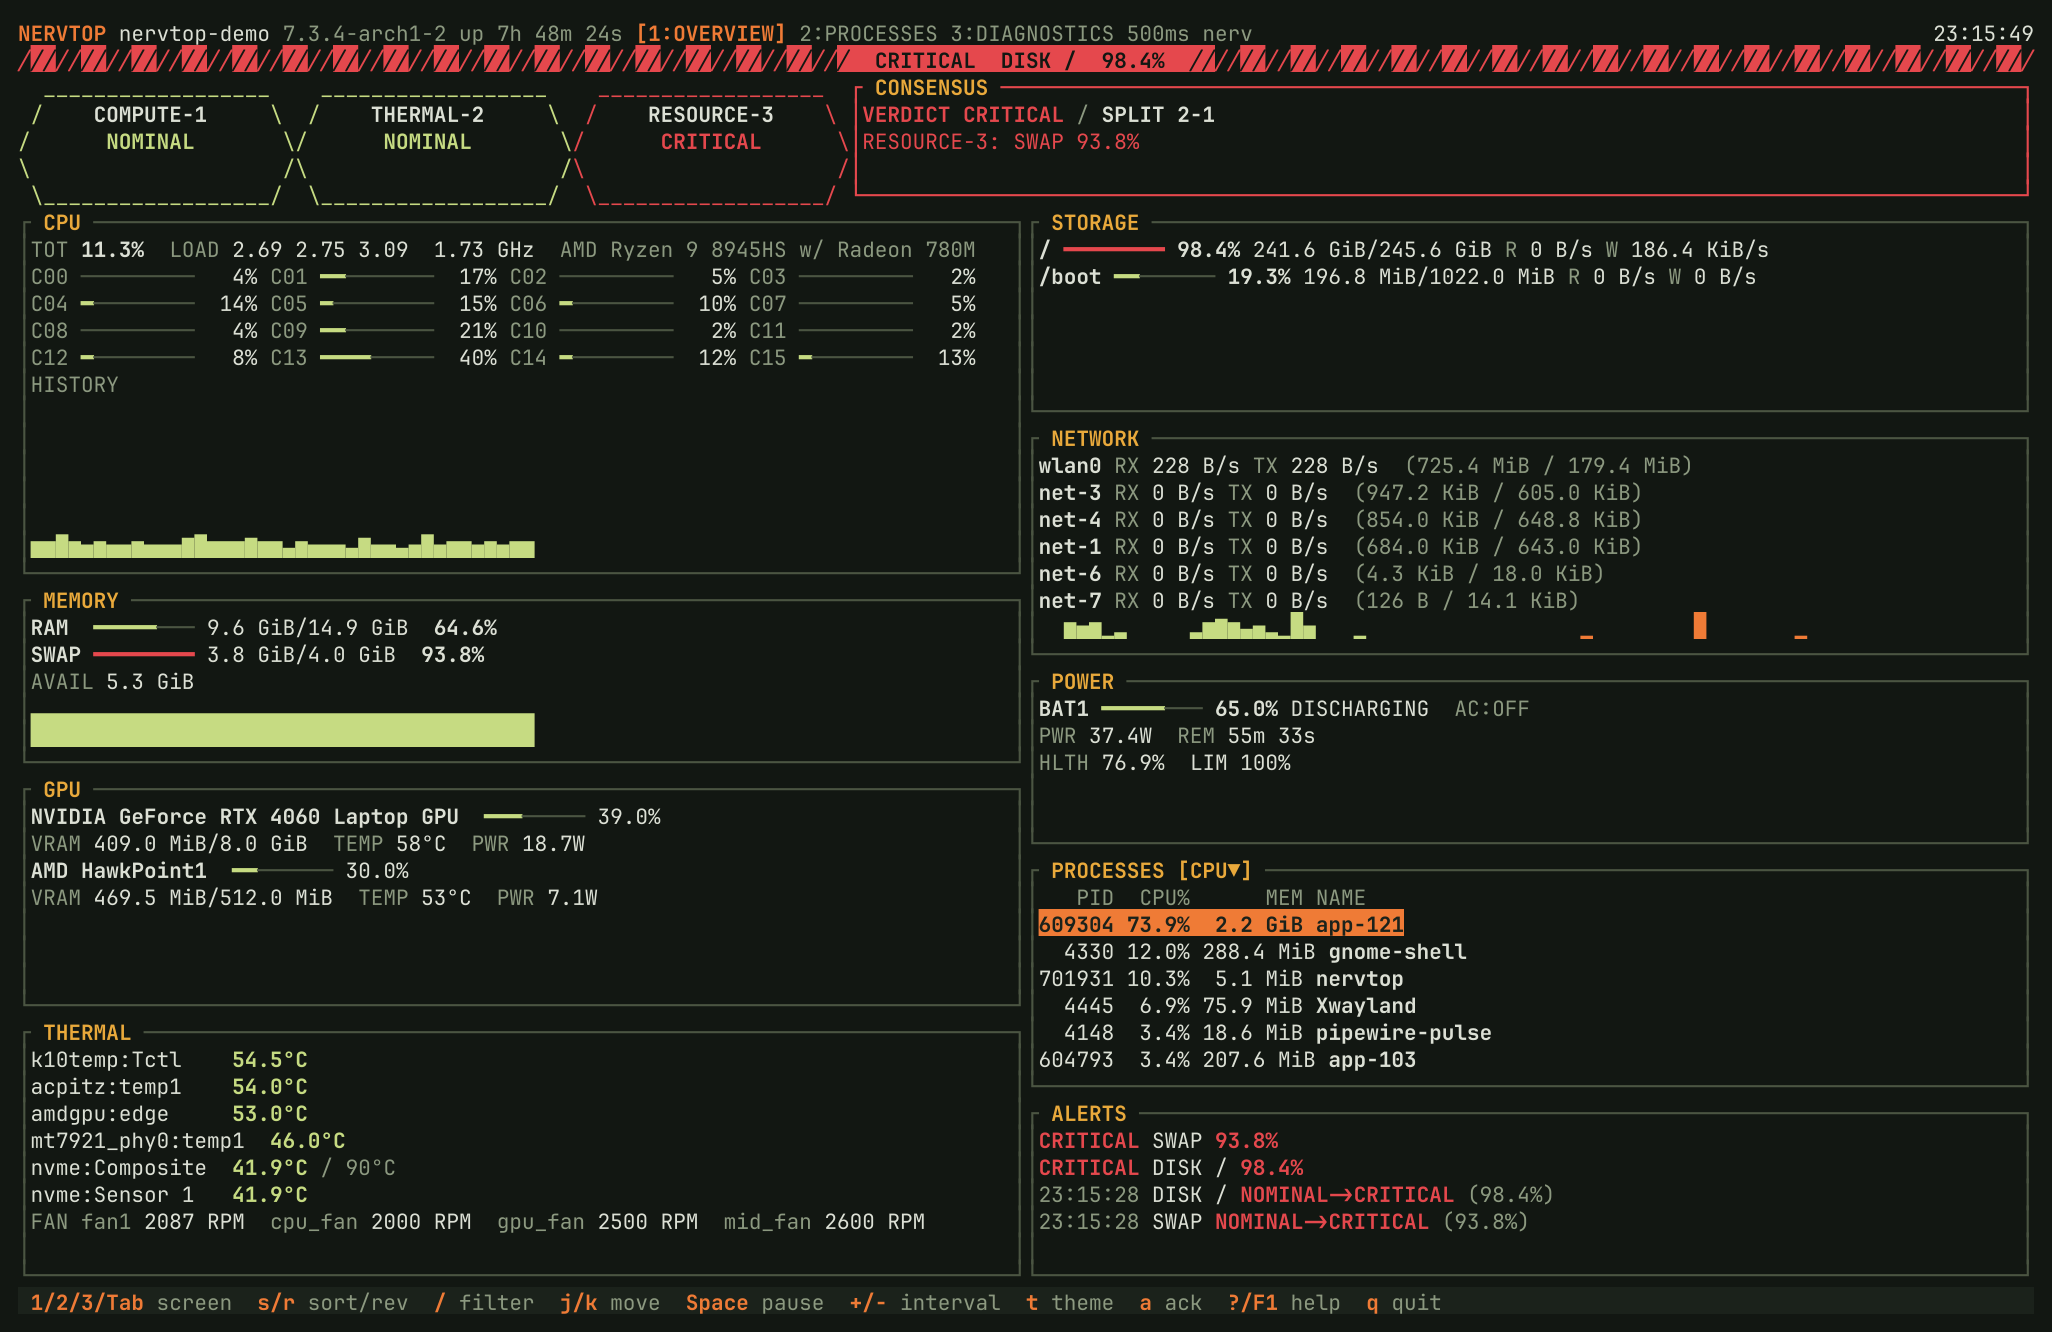 NERVTOP nervtop-demo 7.3.4-arch1-2 up 7h 48m 24s [1:OVERVIEW] 2:PROCESSES 3:DIAGNOSTICS 500ms nerv 23:15:49
CRITICAL DISK / 98.4%
COMPUTE-1
NOMINAL
THERMAL-2
NOMINAL
RESOURCE-3
CRITICAL
CONSENSUS
VERDICT CRITICAL / SPLIT 2-1
RESOURCE-3: SWAP 93.8%
CPU
TOT 11.3% LOAD 2.69 2.75 3.09 1.73 GHz AMD Ryzen 9 8945HS w/ Radeon 780M
C00 4% C01 17% C02 5% C03 2%
C04 14% C05 15% C06 10% C07 5%
C08 4% C09 21% C10 2% C11 2%
C12 8% C13 40% C14 12% C15 13%
HISTORY
MEMORY
RAM 9.6 GiB/14.9 GiB 64.6%
SWAP 3.8 GiB/4.0 GiB 93.8%
AVAIL 5.3 GiB
GPU
NVIDIA GeForce RTX 4060 Laptop GPU 39.0%
VRAM 409.0 MiB/8.0 GiB TEMP 58°C PWR 18.7W
AMD HawkPoint1 30.0%
VRAM 469.5 MiB/512.0 MiB TEMP 53°C PWR 7.1W
THERMAL
k10temp:Tctl 54.5°C
acpitz:temp1 54.0°C
amdgpu:edge 53.0°C
mt7921_phy0:temp1 46.0°C
nvme:Composite 41.9°C / 90°C
nvme:Sensor 1 41.9°C
FAN fan1 2087 RPM cpu_fan 2000 RPM gpu_fan 2500 RPM mid_fan 2600 RPM
STORAGE
/ 98.4% 241.6 GiB/245.6 GiB R 0 B/s W 186.4 KiB/s
/boot 19.3% 196.8 MiB/1022.0 MiB R 0 B/s W 0 B/s
NETWORK
wlan0 RX 228 B/s TX 228 B/s (725.4 MiB / 179.4 MiB)
net-3 RX 0 B/s TX 0 B/s (947.2 KiB / 605.0 KiB)
net-4 RX 0 B/s TX 0 B/s (854.0 KiB / 648.8 KiB)
net-1 RX 0 B/s TX 0 B/s (684.0 KiB / 643.0 KiB)
net-6 RX 0 B/s TX 0 B/s (4.3 KiB / 18.0 KiB)
net-7 RX 0 B/s TX 0 B/s (126 B / 14.1 KiB)
POWER
BAT1 65.0% DISCHARGING AC:OFF
PWR 37.4W REM 55m 33s
HLTH 76.9% LIM 100%
PROCESSES [CPU▼]
PID CPU% MEM NAME
609304 73.9% 2.2 GiB app-121
4330 12.0% 288.4 MiB gnome-shell
701931 10.3% 5.1 MiB nervtop
4445 6.9% 75.9 MiB Xwayland
4148 3.4% 18.6 MiB pipewire-pulse
604793 3.4% 207.6 MiB app-103
ALERTS
CRITICAL SWAP 93.8%
CRITICAL DISK / 98.4%
23:15:28 DISK / NOMINAL→CRITICAL (98.4%)
23:15:28 SWAP NOMINAL→CRITICAL (93.8%)
1/2/3/Tab screen s/r sort/rev / filter j/k move Space pause +/- interval t theme a ack ?/F1 help q quit